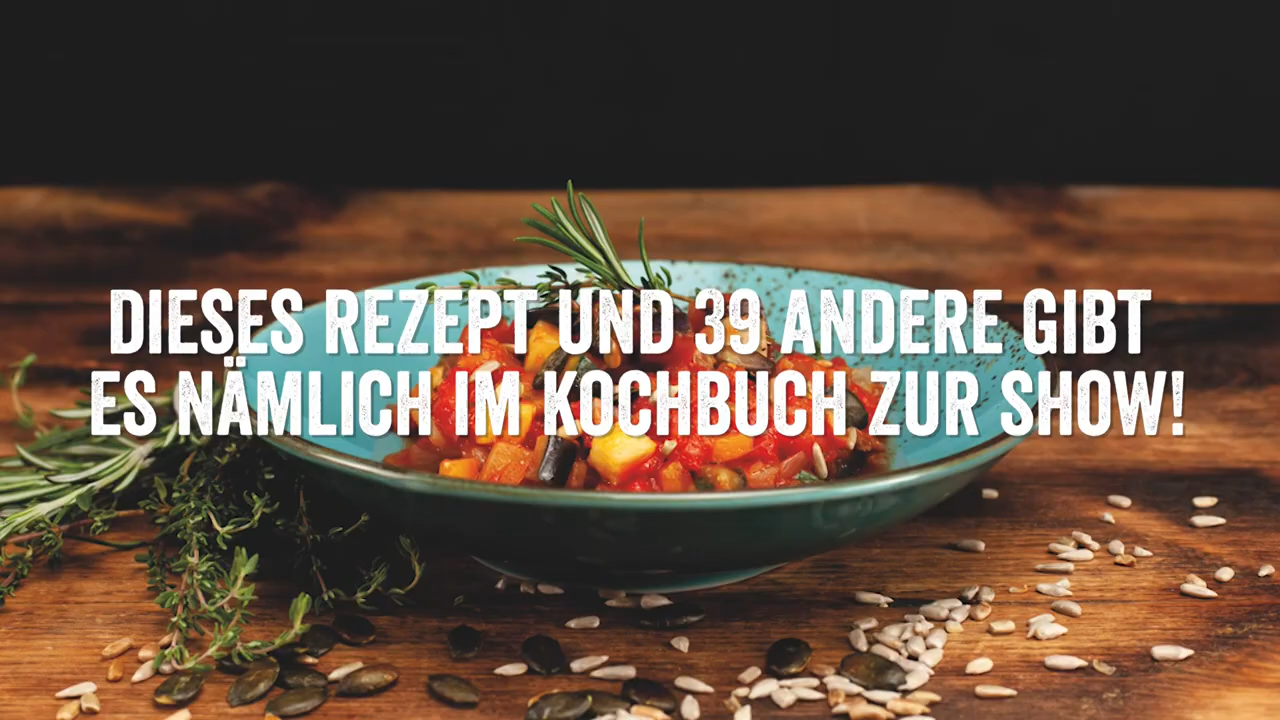 DIESES REZEPT UND 39 ANDERE GIBT
ES NÄMLICH IM KOCHBUCH ZUR SHOW!